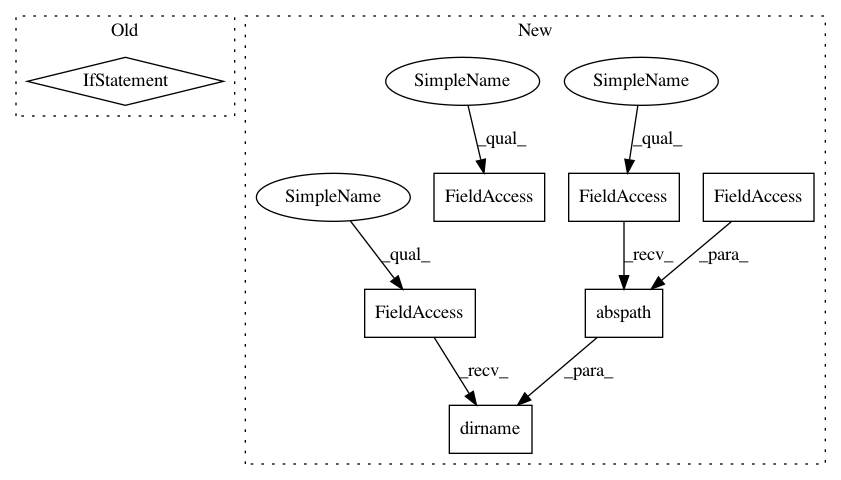 Old
New
IfStatement
SimpleName
SimpleName
_qual_
_qual_
SimpleName
FieldAccess
FieldAccess
FieldAccess
_qual_
_recv_
_para_
FieldAccess
abspath
_recv_
_para_
dirname